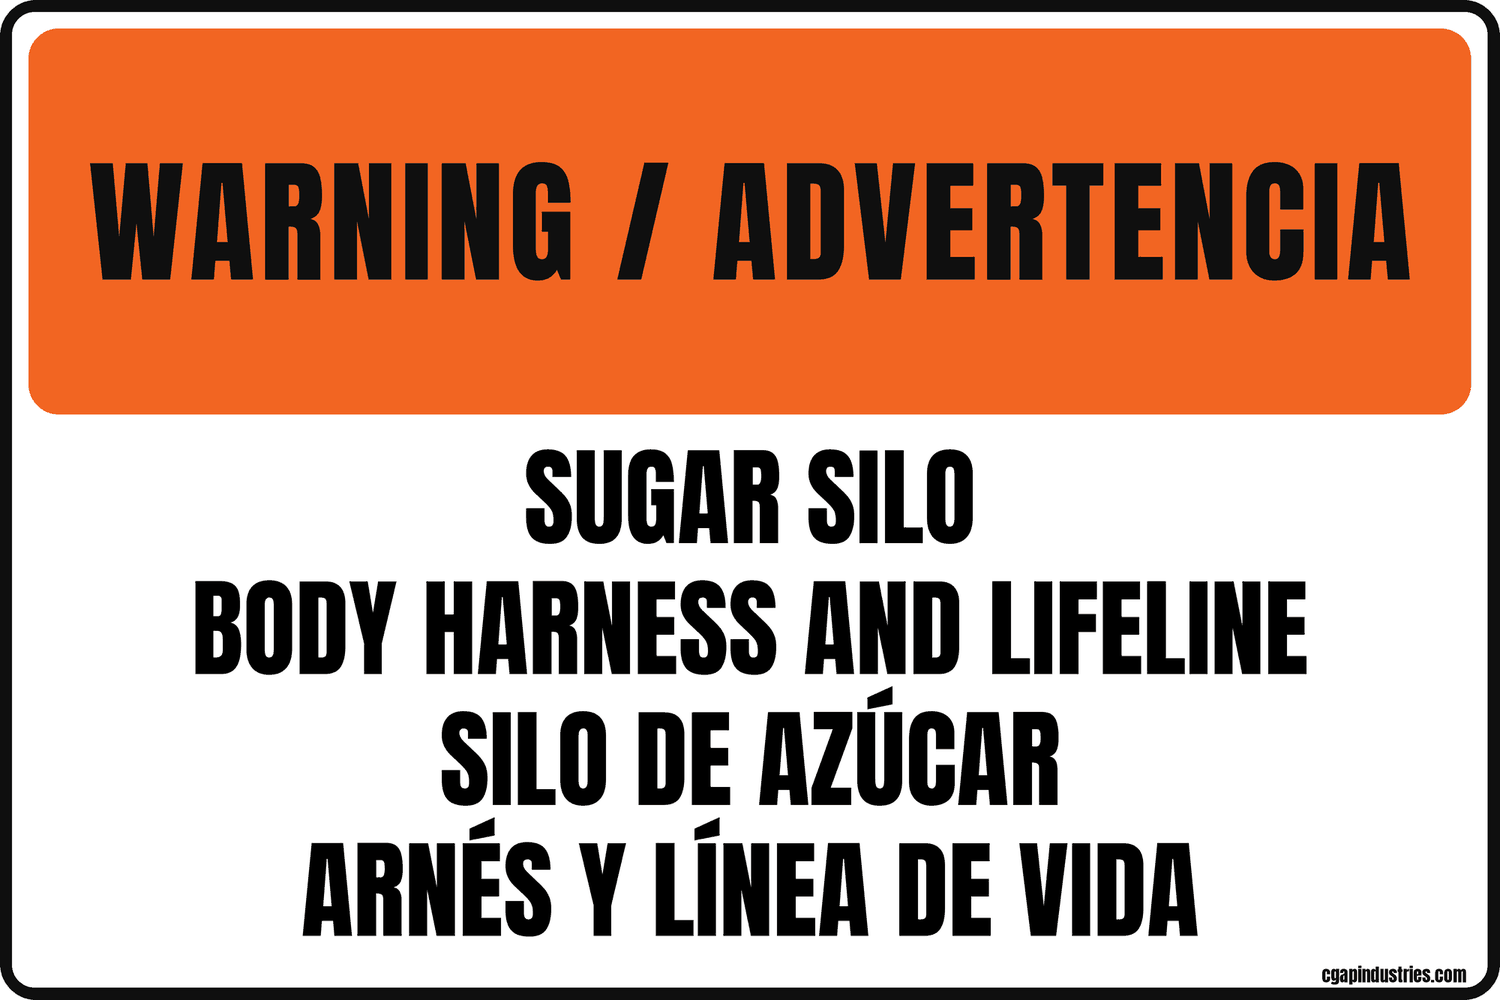 WARNING / ADVERTENCIA
SUGAR SILO
BODY HARNESS AND LIFELINE
SILO DE AZÚCAR
ARNÉS Y LÍNEA DE VIDA
cgapindustries.com